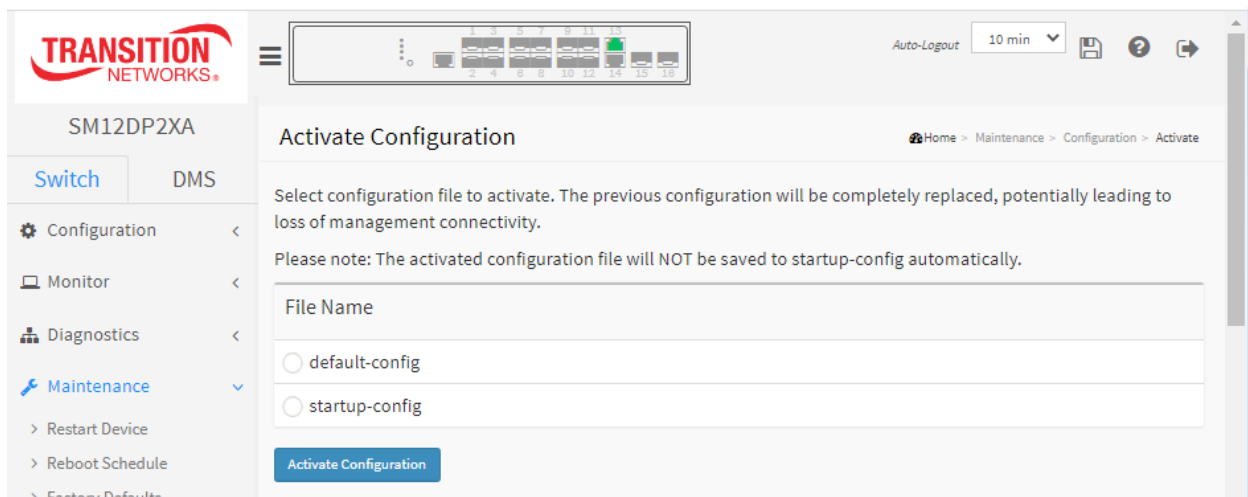 TRANSITION
NETWORKS®
1 3 5 7 9 11 13
2 4 6 8 10 12 14 15 16
Auto-Logout 10 min
SM12DP2XA
Switch DMS
Configuration
Monitor
Diagnostics
Maintenance
> Restart Device
> Reboot Schedule
> Factory Defaults
Activate Configuration
Home > Maintenance > Configuration > Activate
Select configuration file to activate. The previous configuration will be completely replaced, potentially leading to
loss of management connectivity.
Please note: The activated configuration file will NOT be saved to startup-config automatically.
File Name
default-config
startup-config
Activate Configuration